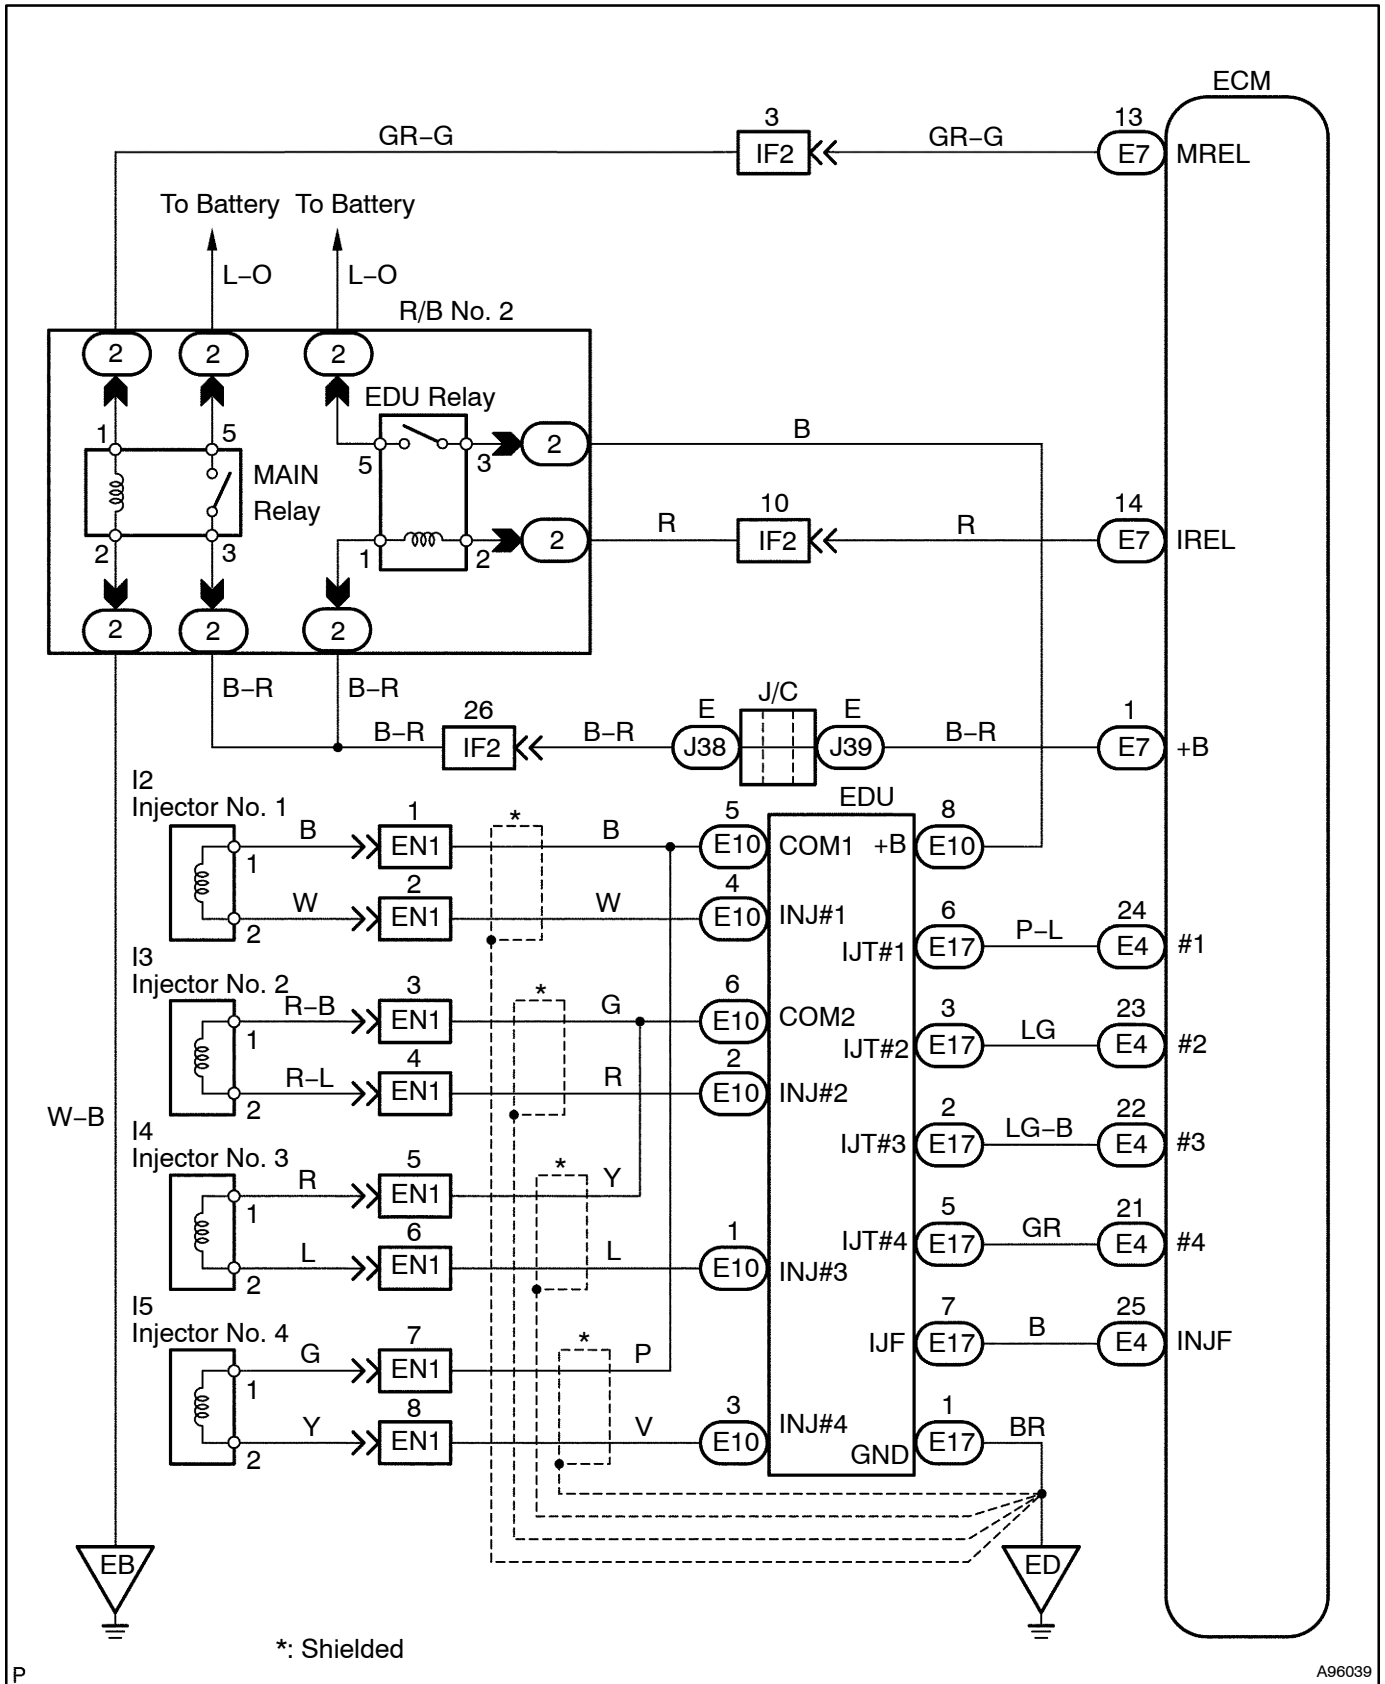 ECM
3
13
GR–G
IF2
GR–G
E7
MREL
To Battery
To Battery
L–O
L–O
R/B No. 2
2
2
2
EDU Relay
1
5
5
3
2
B
MAIN
Relay
10
14
R
IF2
R
E7
IREL
2
3
1
2
2
2
2
2
B–R
B–R
J/C
26
E
E
1
B–R
IF2
B–R
J38
J39
B–R
E7
+B
I2
Injector No. 1
EDU
1
*
5
8
B
EN1
B
E10
COM1
+B
E10
1
2
4
W
EN1
W
E10
INJ#1
2
6
24
IJT#1
E17
P–L
E4
#1
I3
Injector No. 2
3
*
6
R–B
EN1
G
E10
COM2
1
3
23
IJT#2
E17
LG
E4
#2
4
2
R–L
EN1
R
E10
INJ#2
2
W–B
2
22
IJT#3
E17
LG–B
E4
#3
I4
Injector No. 3
5
*
R
EN1
Y
1
5
21
IJT#4
E17
GR
E4
#4
6
1
L
EN1
L
E10
INJ#3
2
I5
Injector No. 4
7
25
IJF
E17
B
E4
INJF
7
*
G
EN1
P
1
8
3
1
Y
EN1
V
E10
INJ#4
GND
E17
BR
2
EB
ED
*: Shielded
P
A96039